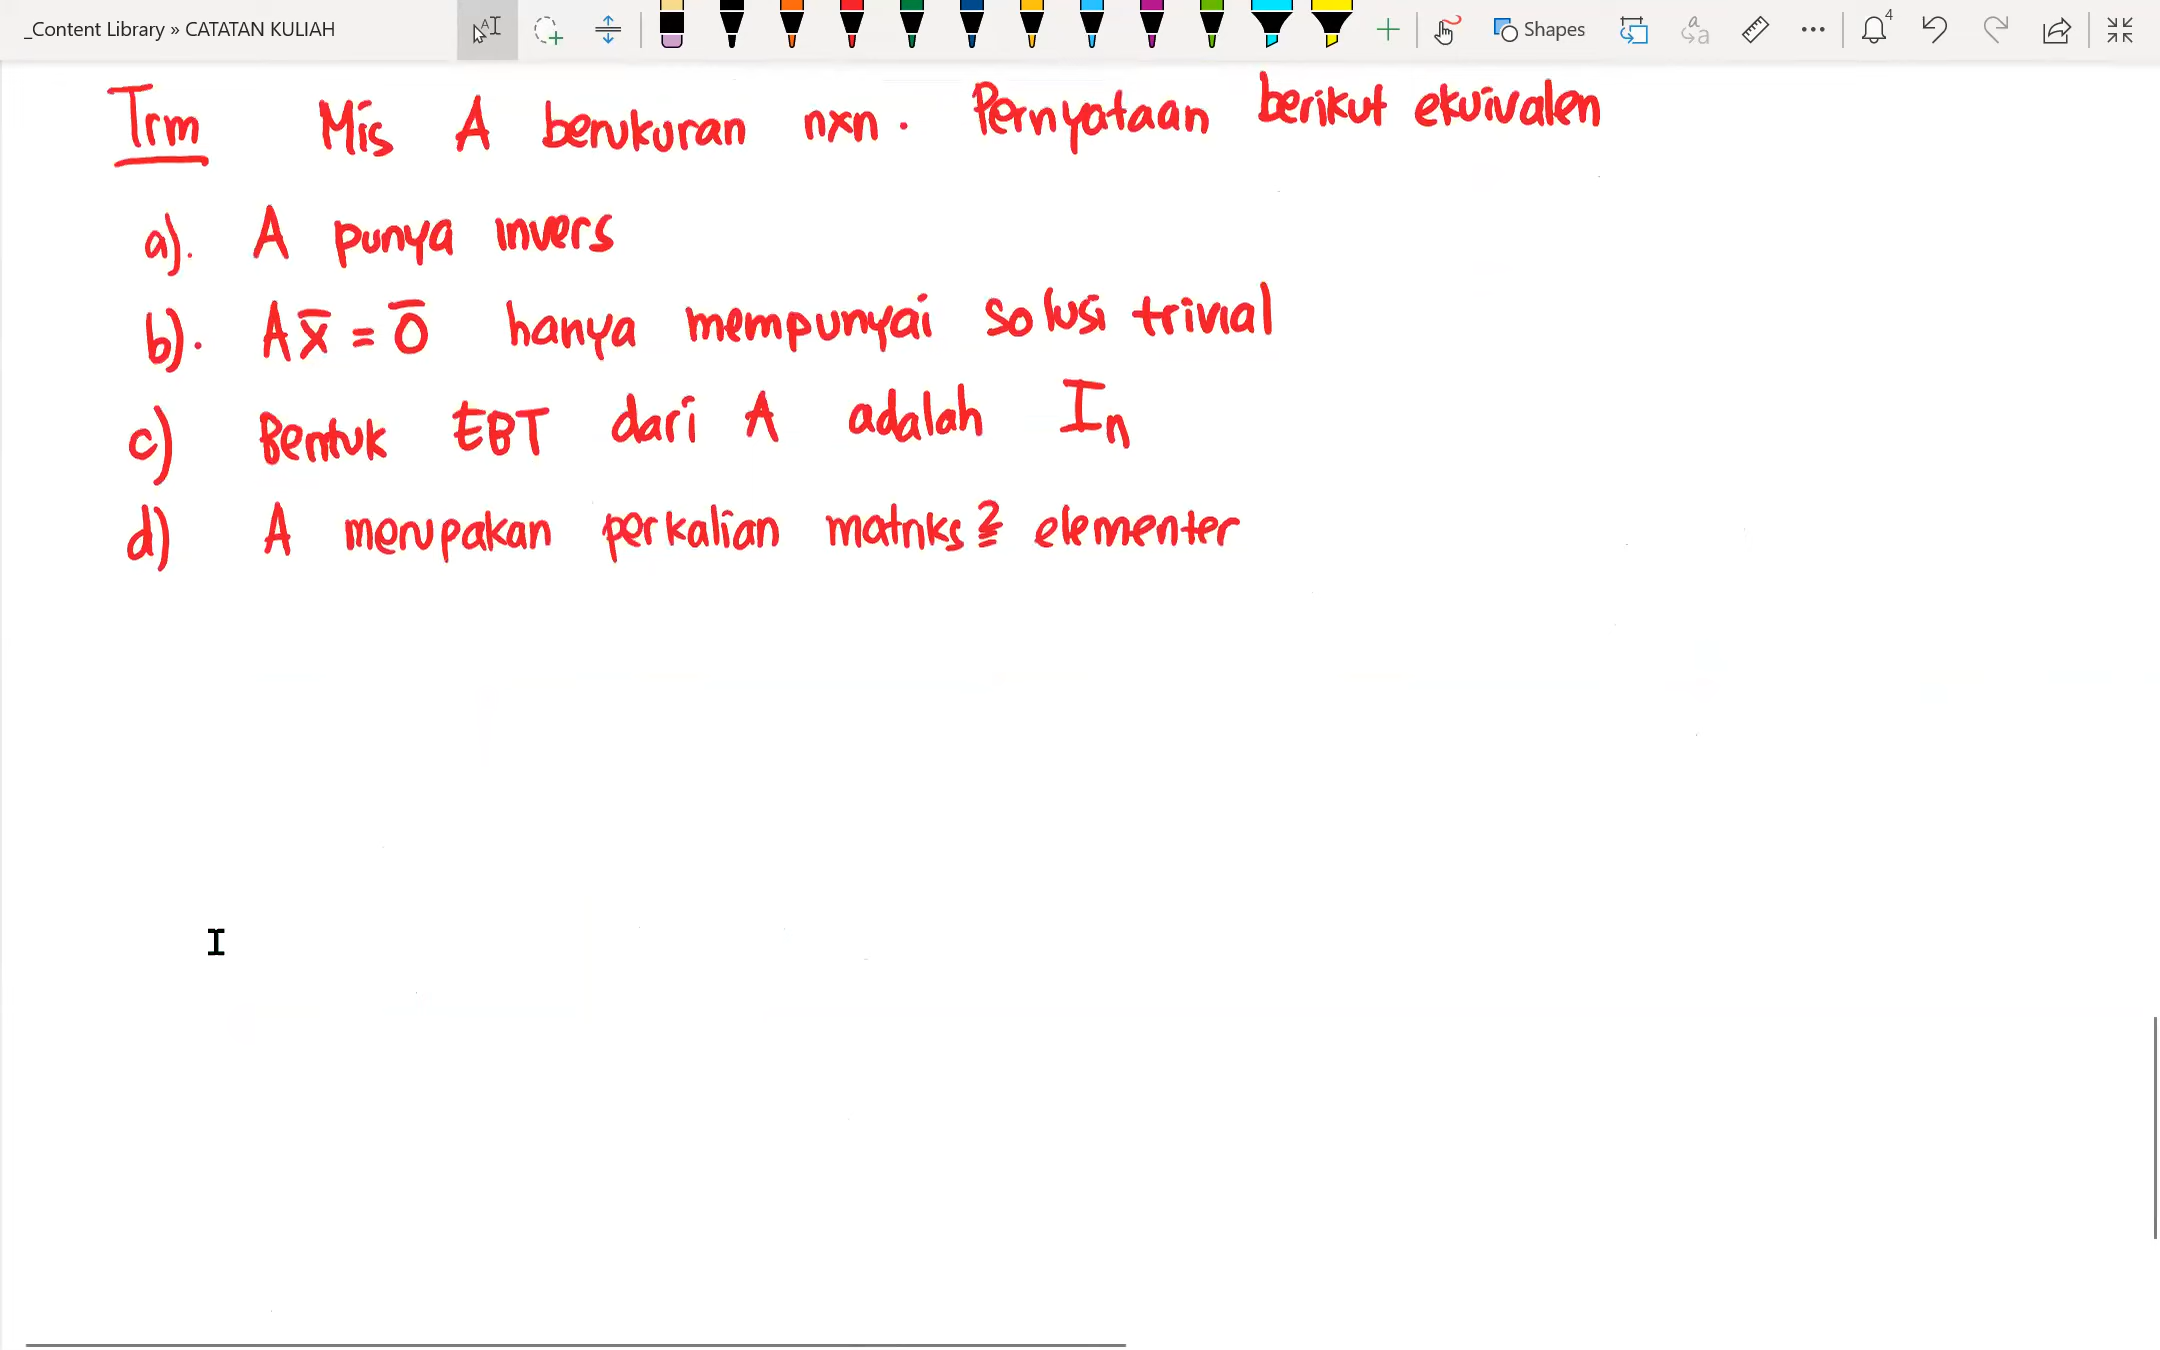 _Content Library » CATATAN KULIAH
Shapes
4
Trm Mis A berukuran nxn. Pernyataan berikut ekuivalen
a). A punya invers
b). Ax̄ = 0̄ hanya mempunyai solusi trivial
c) Bentuk EBT dari A adalah Iₙ
d) A merupakan perkalian matriks² elementer